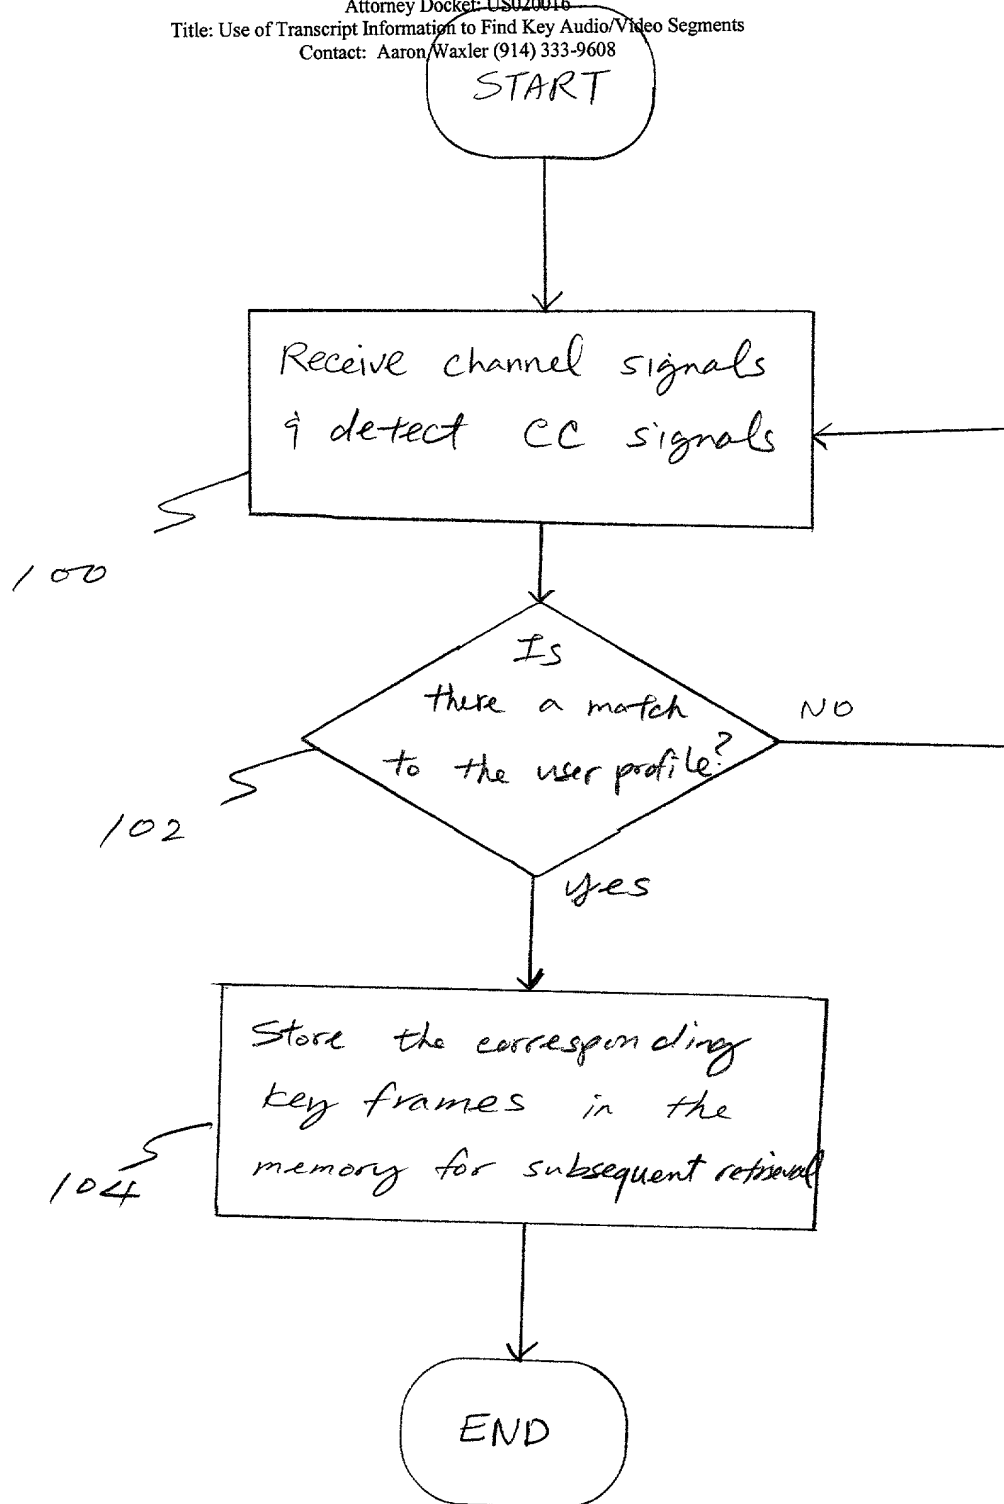 Attorney Docket: US020016
Title: Use of Transcript Information to Find Key Audio/Video Segments
Contact: Aaron Waxler (914) 333-9608
START
Receive channel signals
& detect CC signals
100
Is
there a match
to the user profile?
NO
102
yes
Store the corresponding
key frames in the
memory for subsequent retrieval
104
END